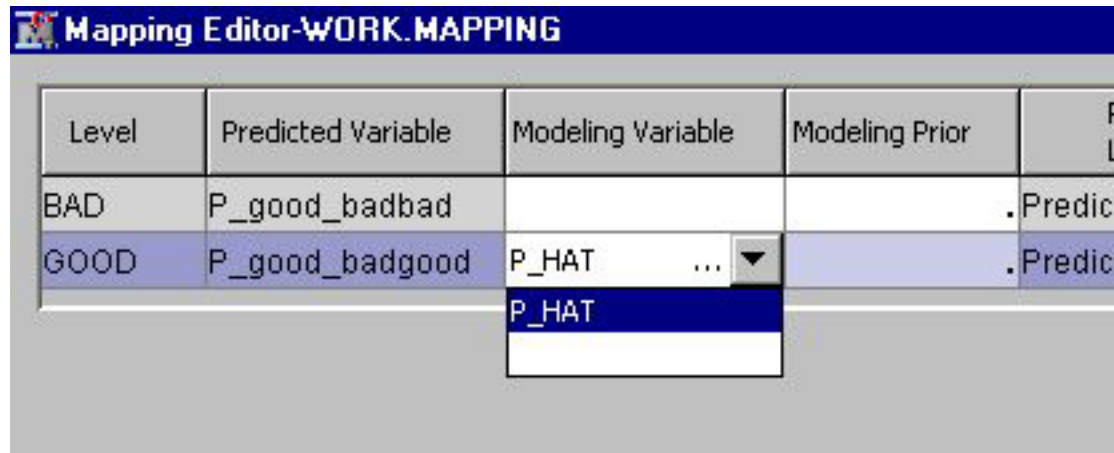 Mapping Editor-WORK.MAPPING
Level Predicted Variable Modeling Variable Modeling Prior
BAD P_good_badbad .
GOOD P_good_badgood P_HAT ... .
P_HAT